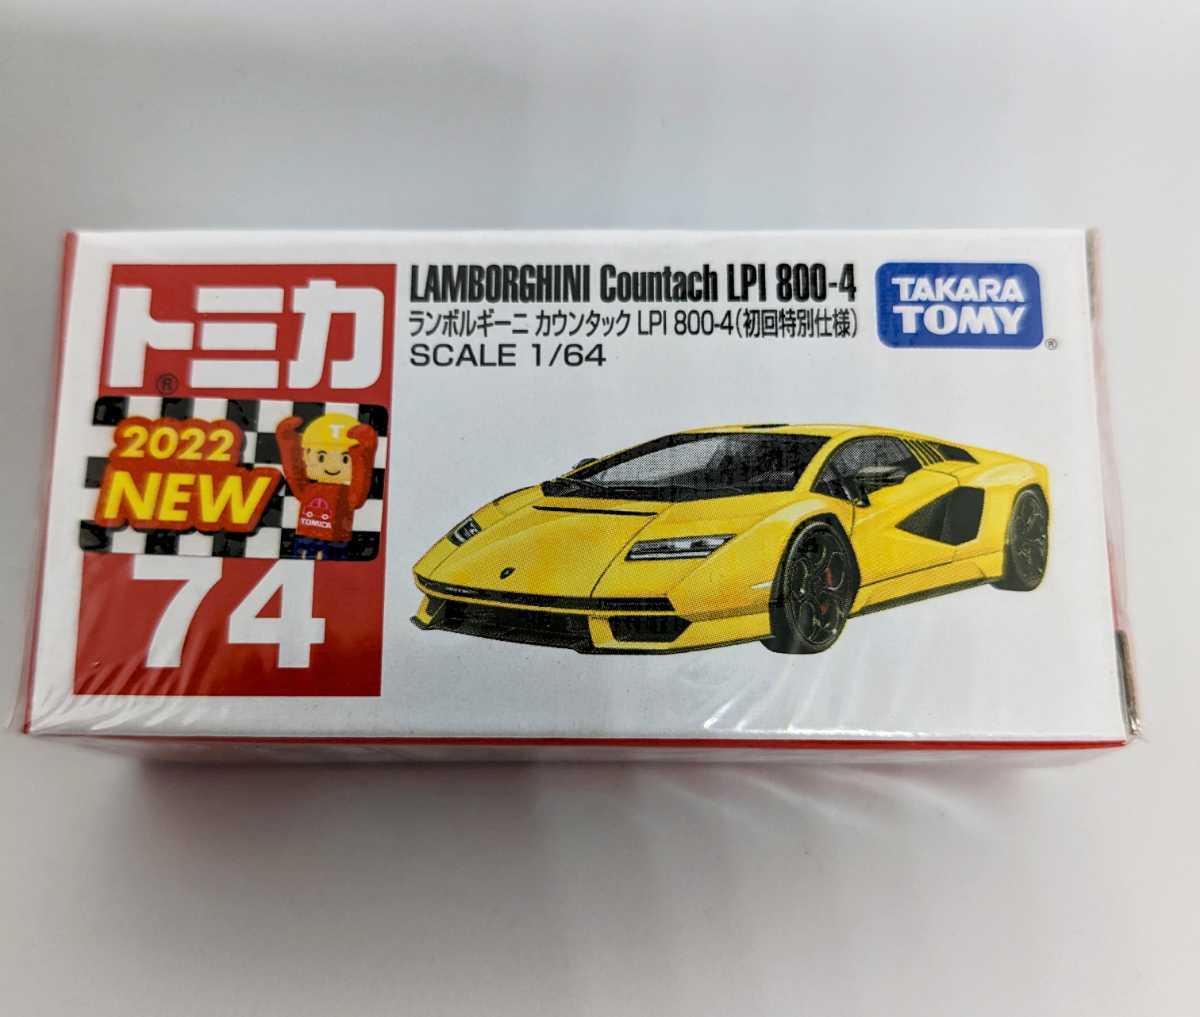 トミカ
®
2022
NEW
T
TOMICA
74
LAMBORGHINI Countach LPI 800-4
ランボルギーニ カウンタック LPI 800-4(初回特別仕様)
SCALE 1/64
TAKARA
TOMY
®